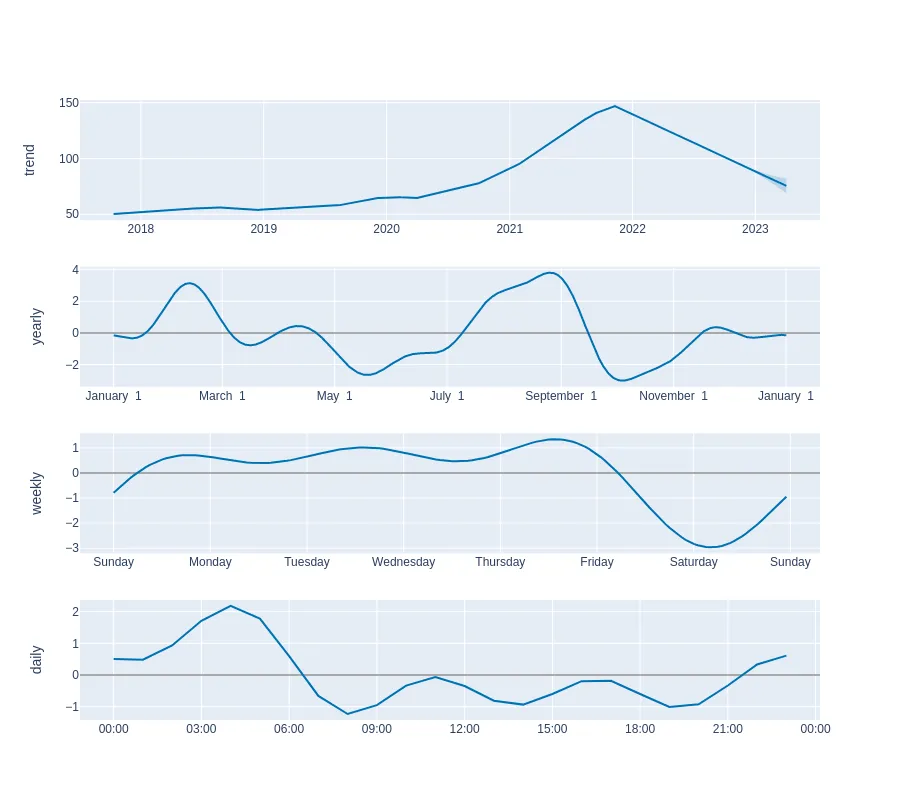 trend
150
100
50
2018 2019 2020 2021 2022 2023
yearly
4
2
0
−2
January 1 March 1 May 1 July 1 September 1 November 1 January 1
weekly
1
0
−1
−2
−3
Sunday Monday Tuesday Wednesday Thursday Friday Saturday Sunday
daily
2
1
0
−1
00:00 03:00 06:00 09:00 12:00 15:00 18:00 21:00 00:00